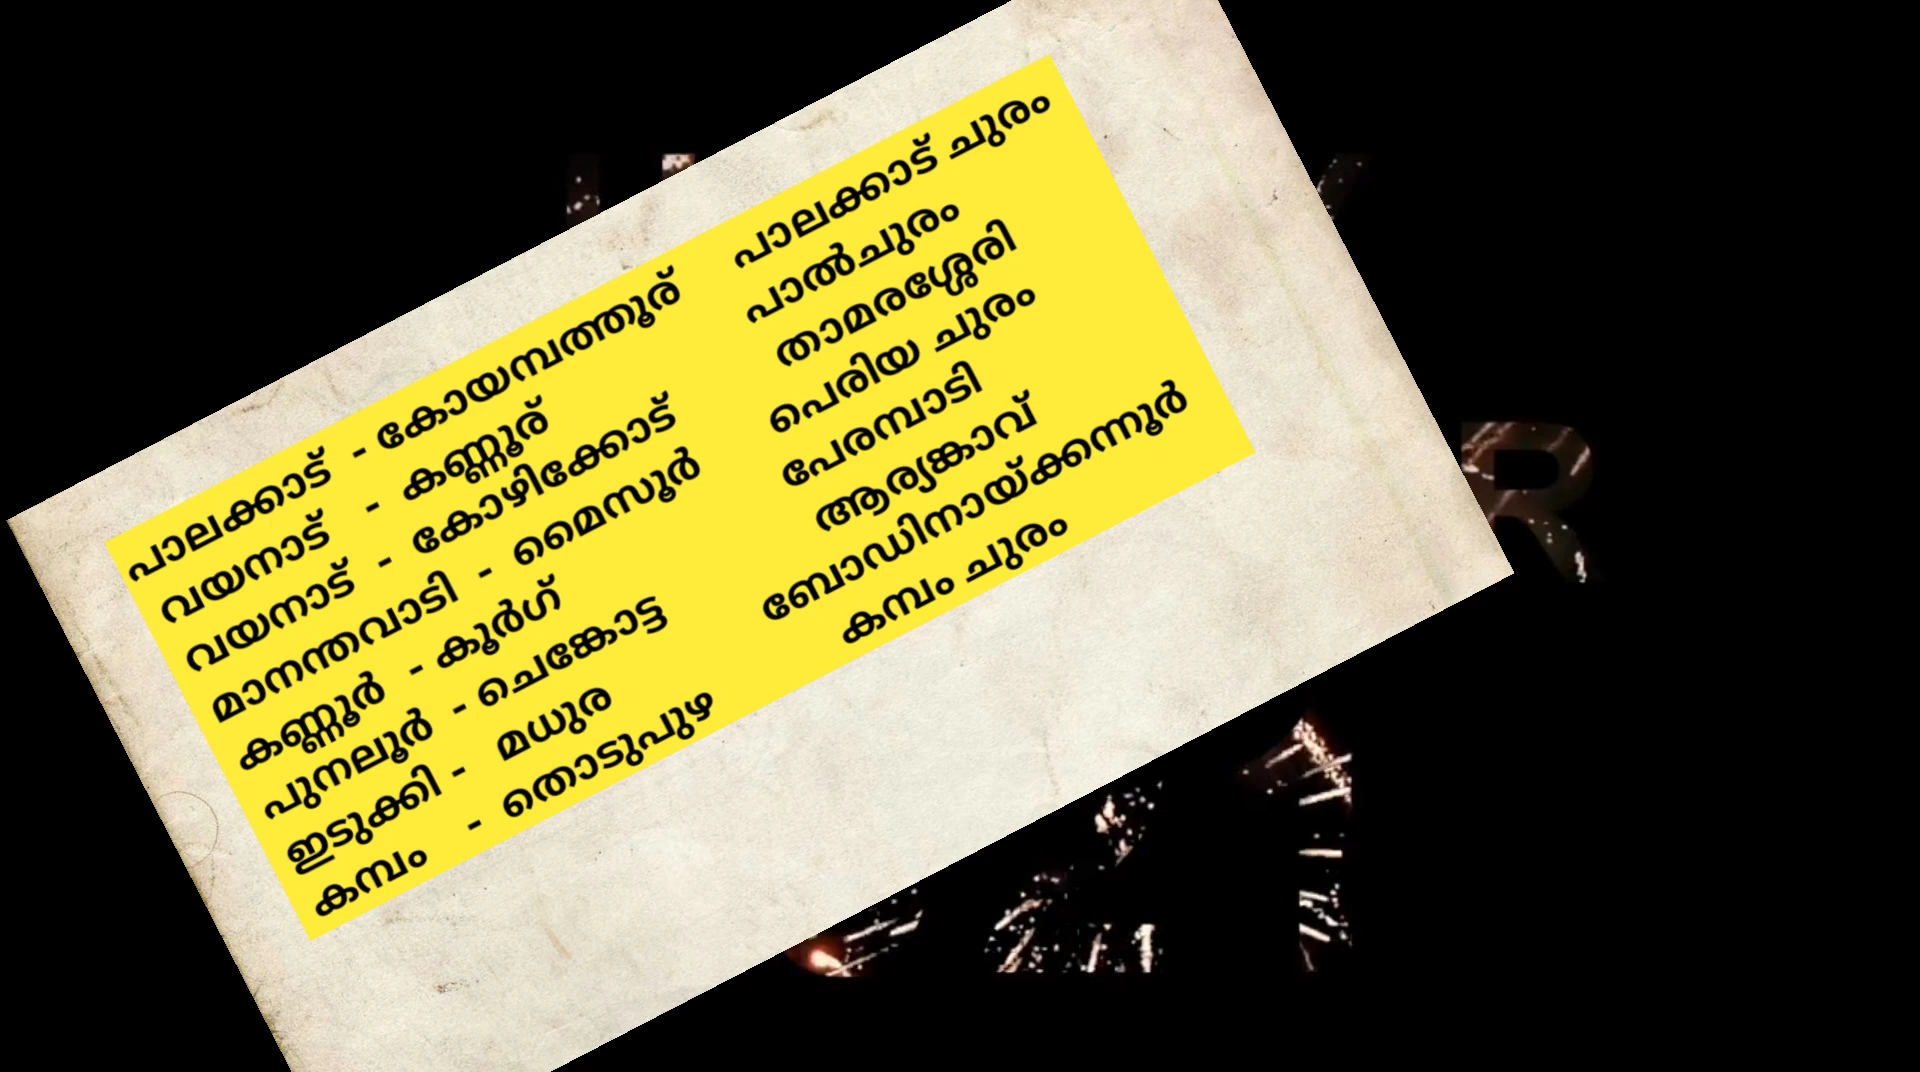 പാലക്കാട് - കോയമ്പത്തൂര് പാലക്കാട് ചുരം
വയനാട് - കണ്ണൂര് പാൽചുരം
വയനാട് - കോഴിക്കോട് താമരശ്ശേരി
മാനന്തവാടി - മൈസൂർ പെരിയ ചുരം
കണ്ണൂർ - കൂർഗ് പേരമ്പാടി
പുനലൂർ - ചെങ്കോട്ട ആര്യങ്കാവ്
ഇടുക്കി - മധുര ബോഡിനായ്ക്കന്നൂർ
കമ്പം - തൊടുപുഴ കമ്പം ചുരം